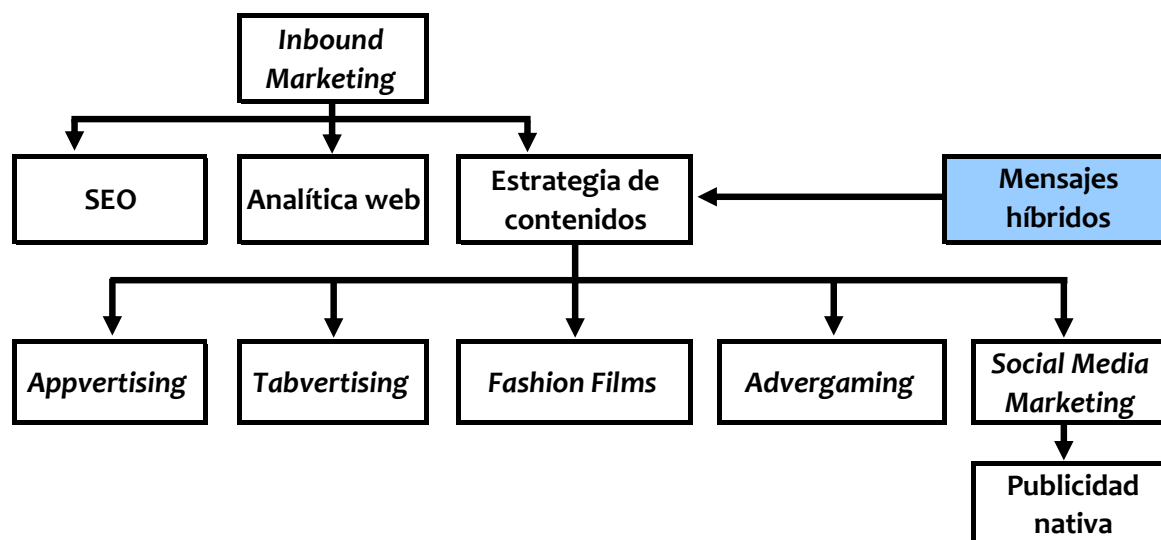 Inbound
Marketing
SEO
Analítica web
Estrategia de
contenidos
Mensajes
híbridos
Appvertising
Tabvertising
Fashion Films
Advergaming
Social Media
Marketing
Publicidad
nativa